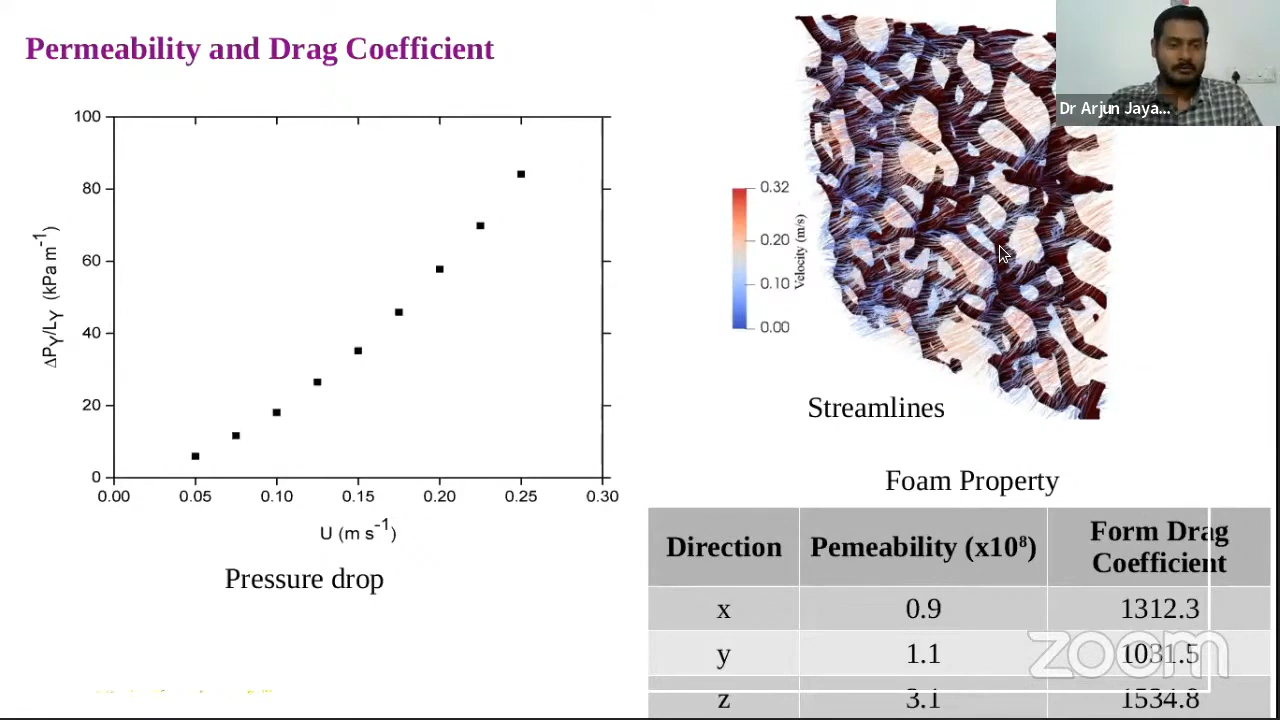 Permeability and Drag Coefficient
Dr Arjun Jaya...
100
80
60
40
20
0
0.00 0.05 0.10 0.15 0.20 0.25 0.30
ΔP_Y/L_Y (kPa m⁻¹)
U (m s⁻¹)
Pressure drop
0.32
0.20
0.10
0.00
Velocity (m/s)
Streamlines
Foam Property
Direction Pemeability (x10⁸) Form Drag Coefficient
x 0.9 1312.3
y 1.1 1031.5
z 3.1 1534.8
zoom